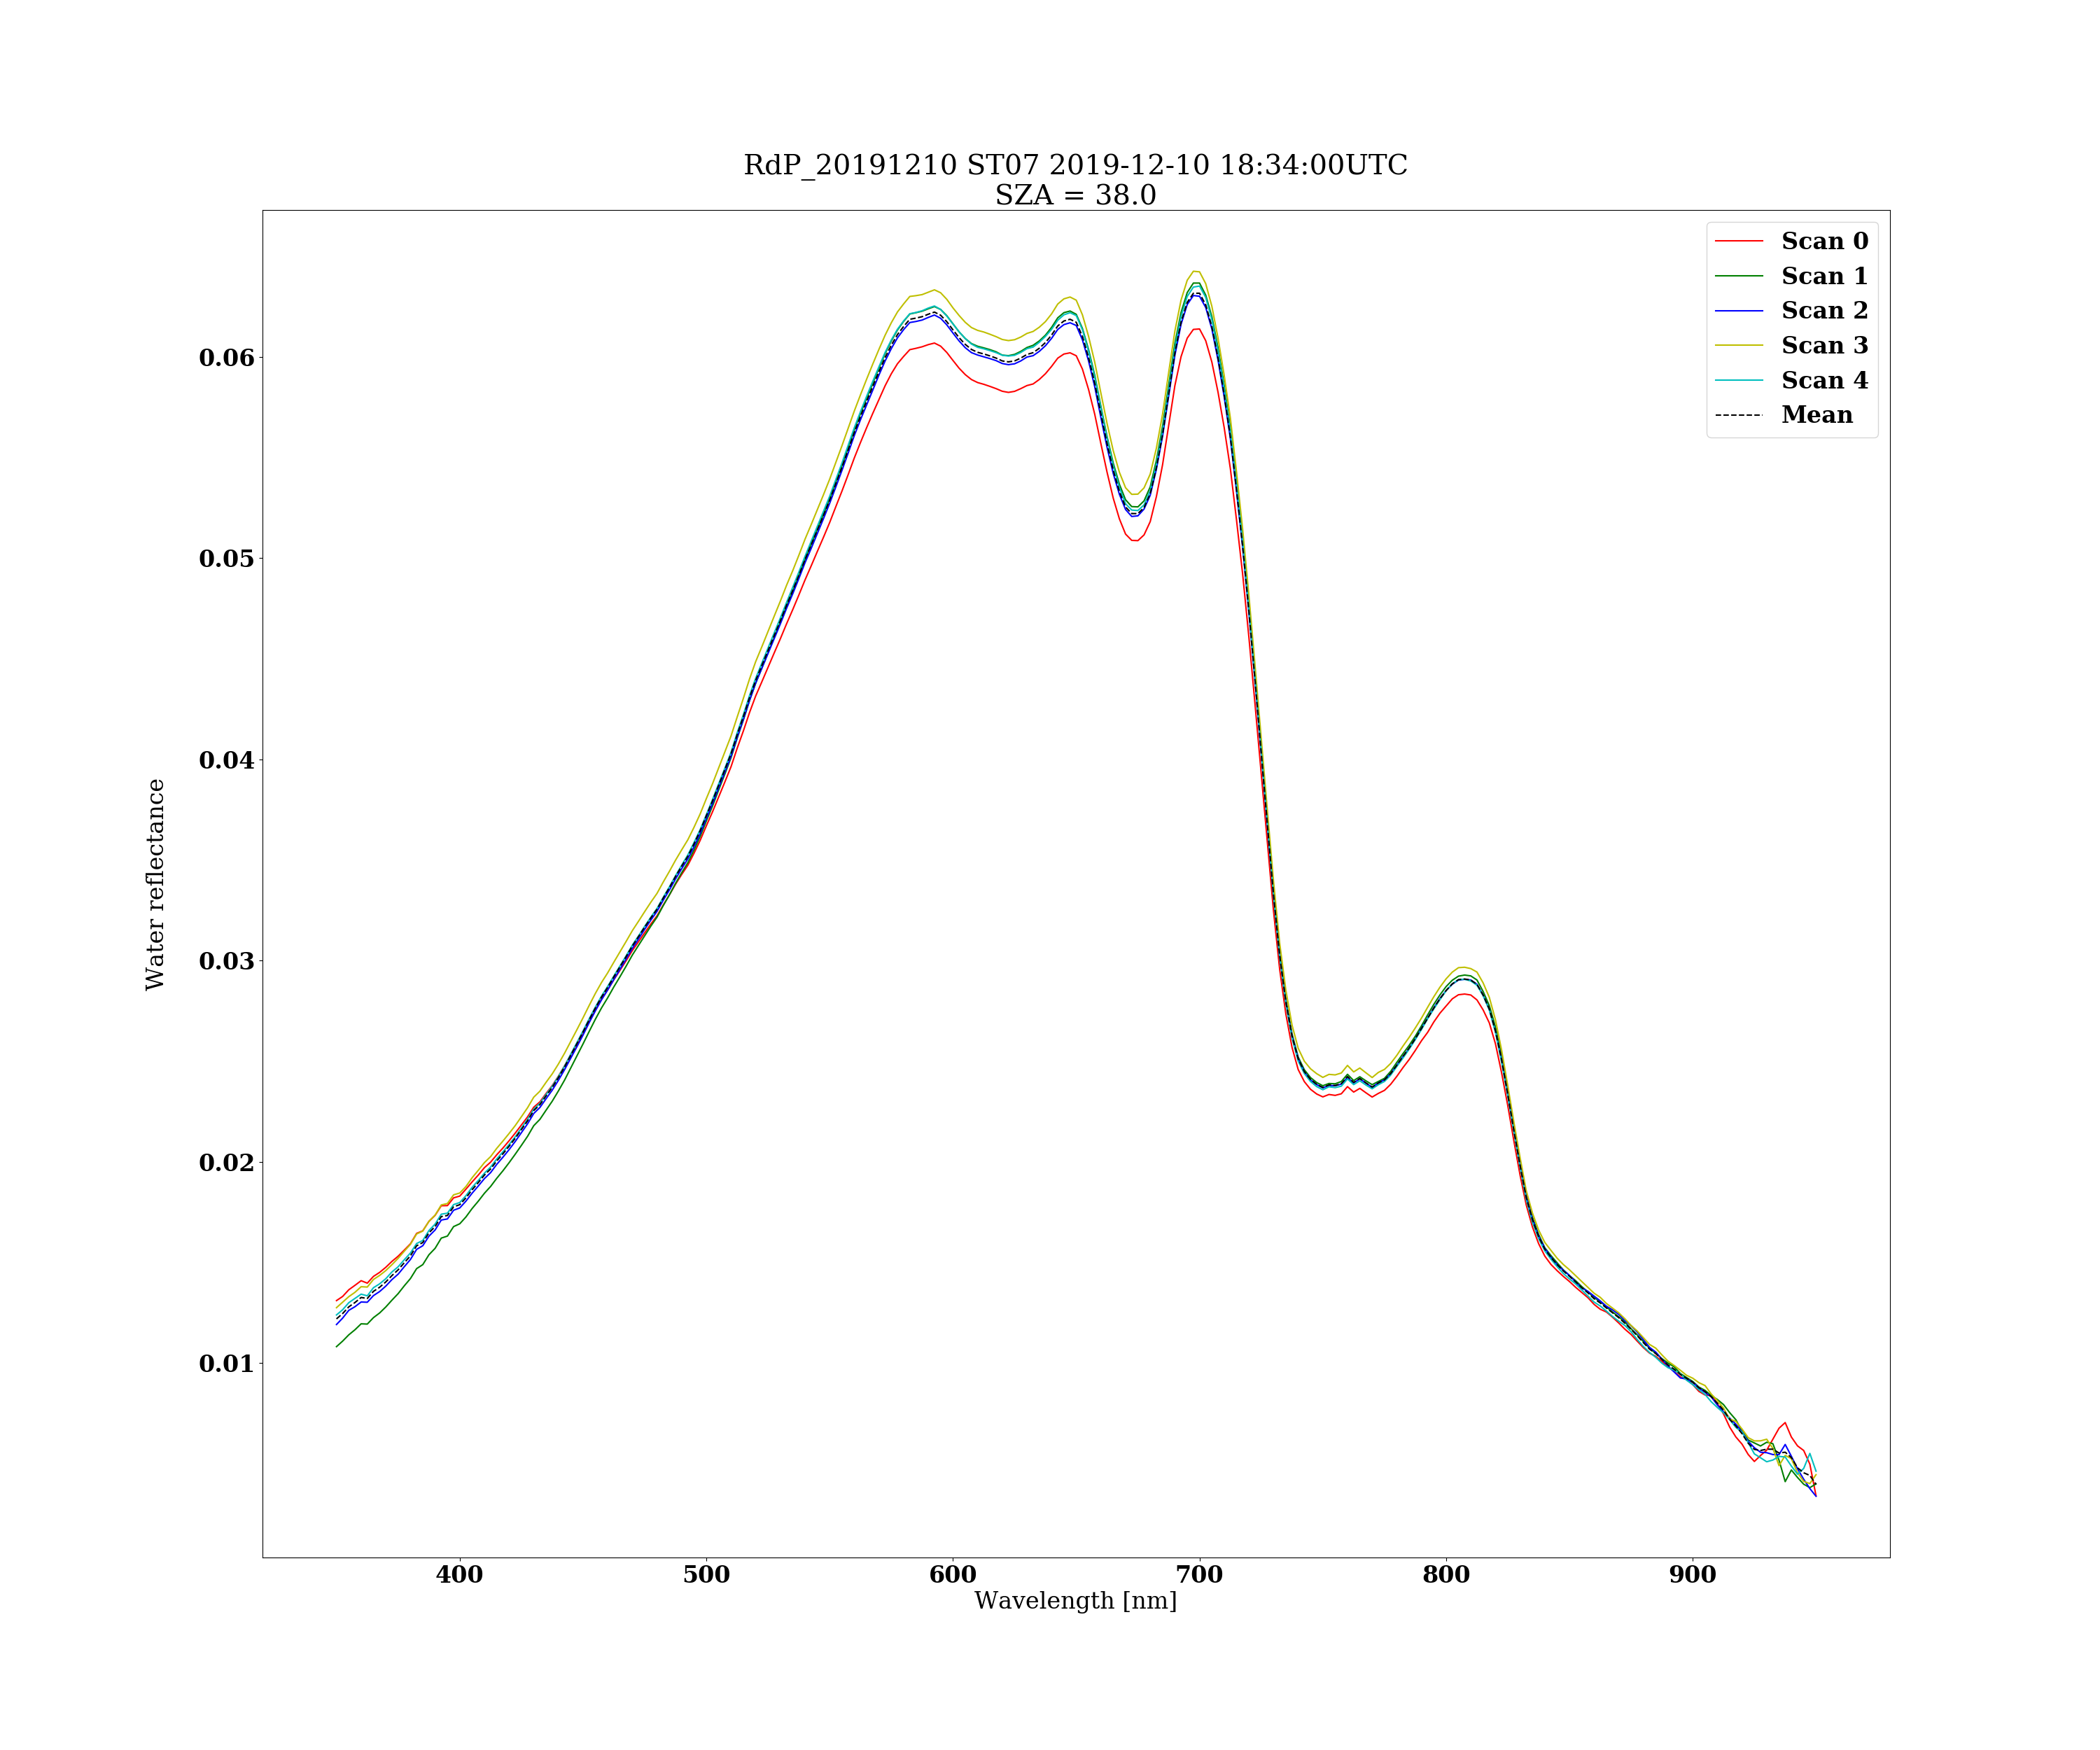 RdP_20191210 ST07 2019-12-10 18:34:00UTC
SZA = 38.0
Scan 0
Scan 1
Scan 2
Scan 3
Scan 4
Mean
Water reflectance
0.06
0.05
0.04
0.03
0.02
0.01
400 500 600 700 800 900
Wavelength [nm]